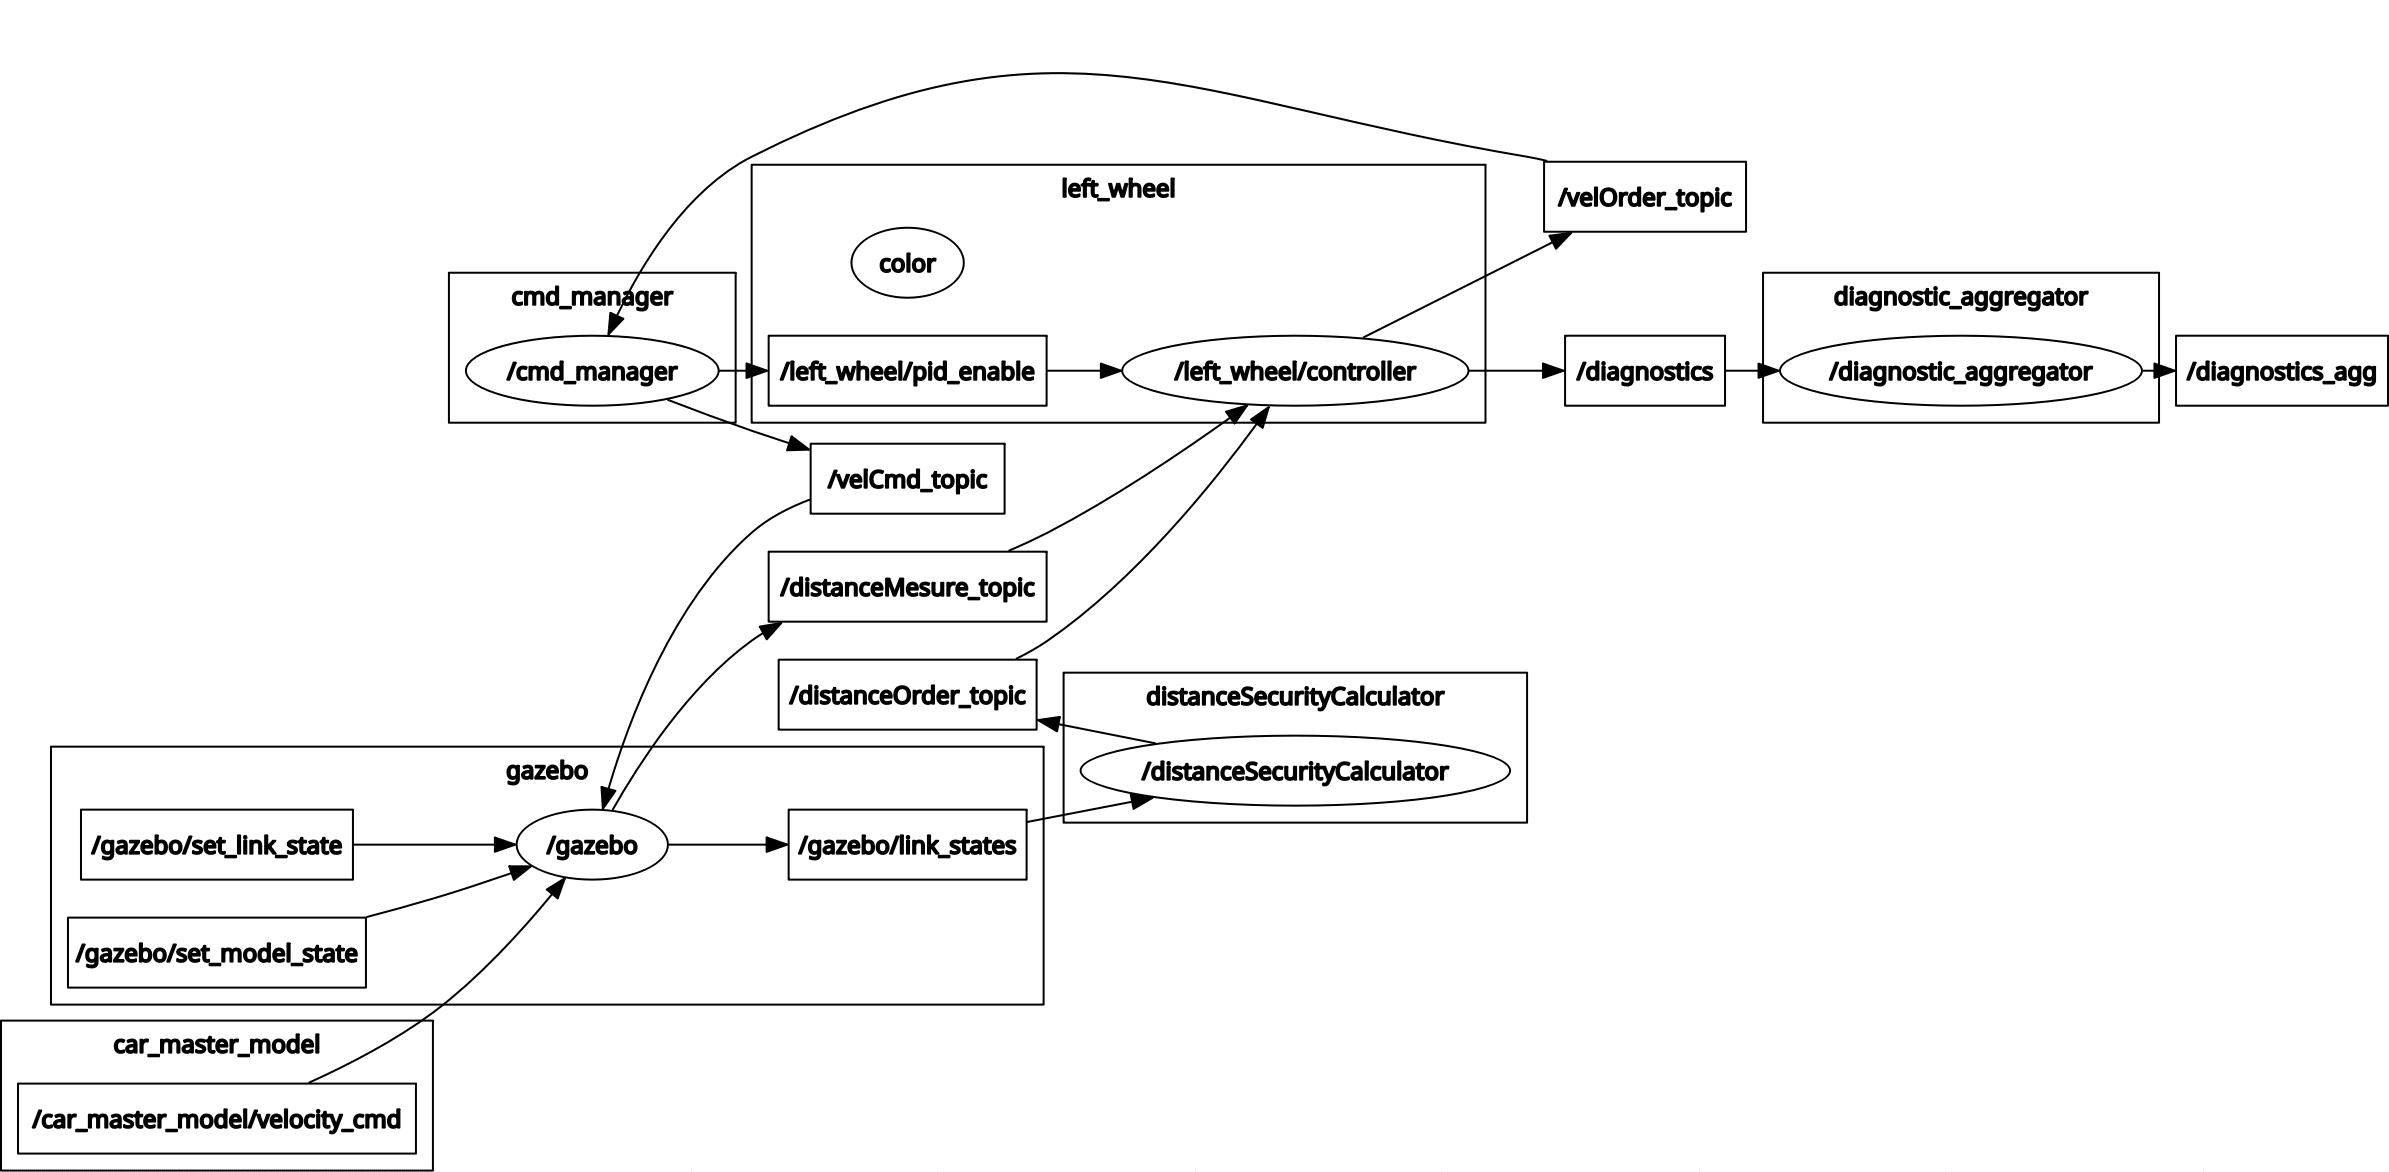 left_wheel
/velOrder_topic
color
cmd_manager
diagnostic_aggregator
/cmd_manager
/left_wheel/pid_enable
/left_wheel/controller
/diagnostics
/diagnostic_aggregator
/diagnostics_agg
/velCmd_topic
/distanceMesure_topic
/distanceOrder_topic
distanceSecurityCalculator
gazebo
/distanceSecurityCalculator
/gazebo/set_link_state
/gazebo
/gazebo/link_states
/gazebo/set_model_state
car_master_model
/car_master_model/velocity_cmd